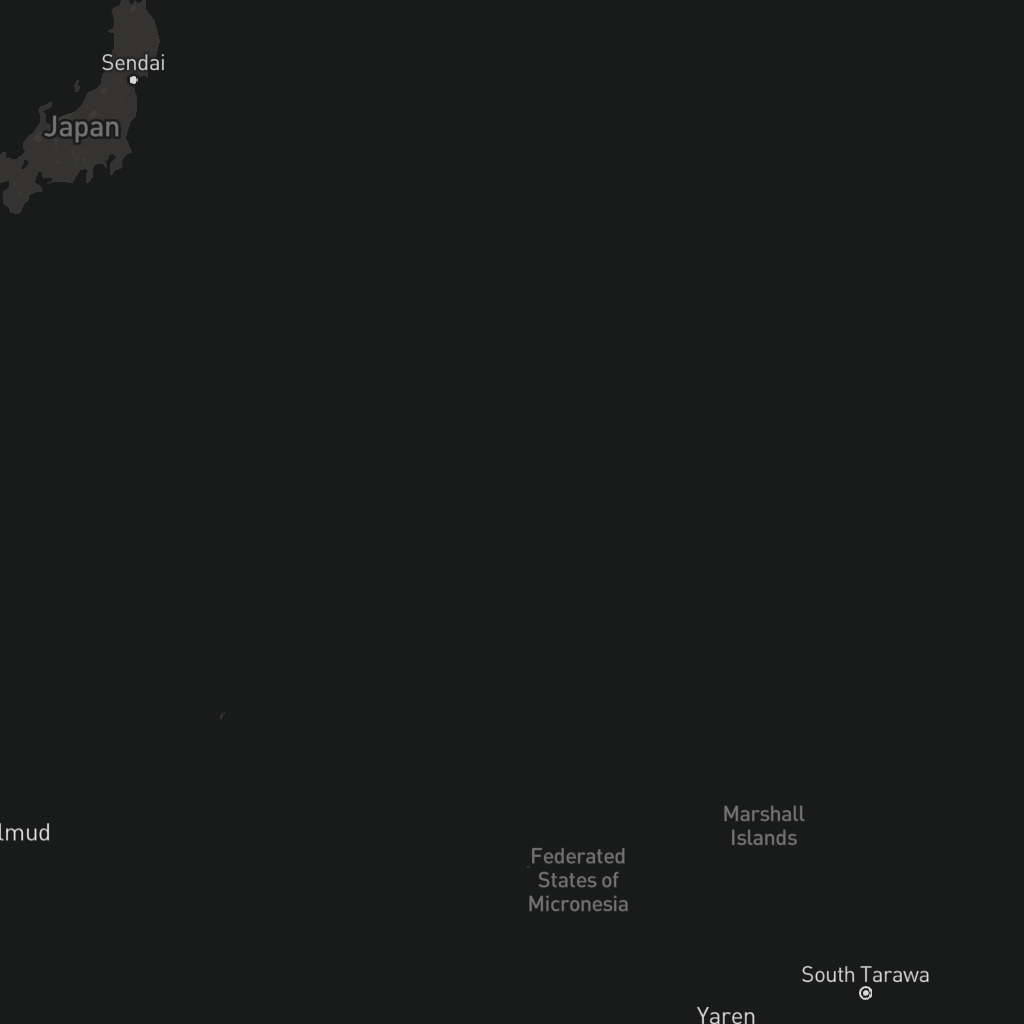 Sendai
Japan
lmud
Marshall
Islands
Federated
States of
Micronesia
South Tarawa
Yaren